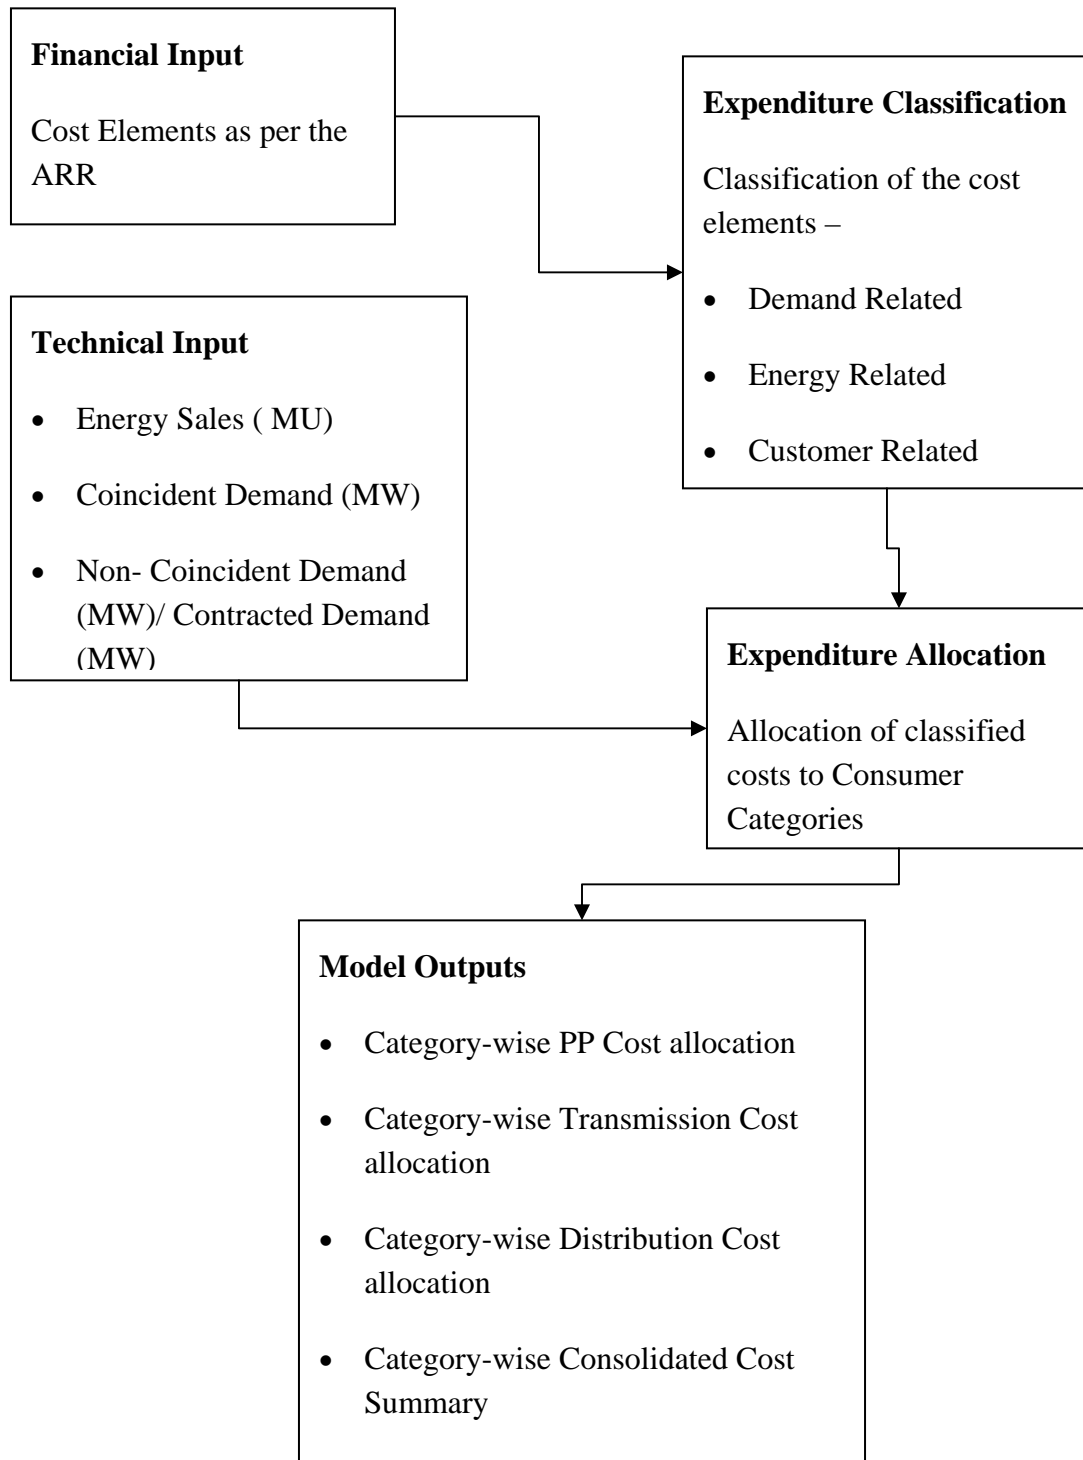 Financial Input
Cost Elements as per the
ARR
Expenditure Classification
Classification of the cost
elements –
• Demand Related
• Energy Related
• Customer Related
Technical Input
• Energy Sales ( MU)
• Coincident Demand (MW)
• Non- Coincident Demand
(MW)/ Contracted Demand
(MW)
Expenditure Allocation
Allocation of classified
costs to Consumer
Categories
Model Outputs
• Category-wise PP Cost allocation
• Category-wise Transmission Cost
allocation
• Category-wise Distribution Cost
allocation
• Category-wise Consolidated Cost
Summary